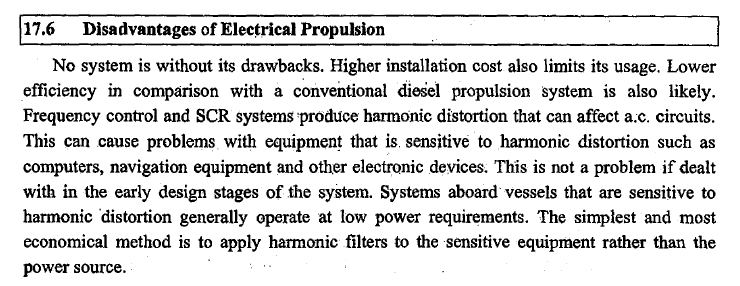 17.6 Disadvantages of Electrical Propulsion
No system is without its drawbacks. Higher installation cost also limits its usage. Lower
efficiency in comparison with a conventional diesel propulsion system is also likely.
Frequency control and SCR systems produce harmonic distortion that can affect a.c. circuits.
This can cause problems with equipment that is sensitive to harmonic distortion such as
computers, navigation equipment and other electronic devices. This is not a problem if dealt
with in the early design stages of the system. Systems aboard vessels that are sensitive to
harmonic distortion generally operate at low power requirements. The simplest and most
economical method is to apply harmonic filters to the sensitive equipment rather than the
power source.